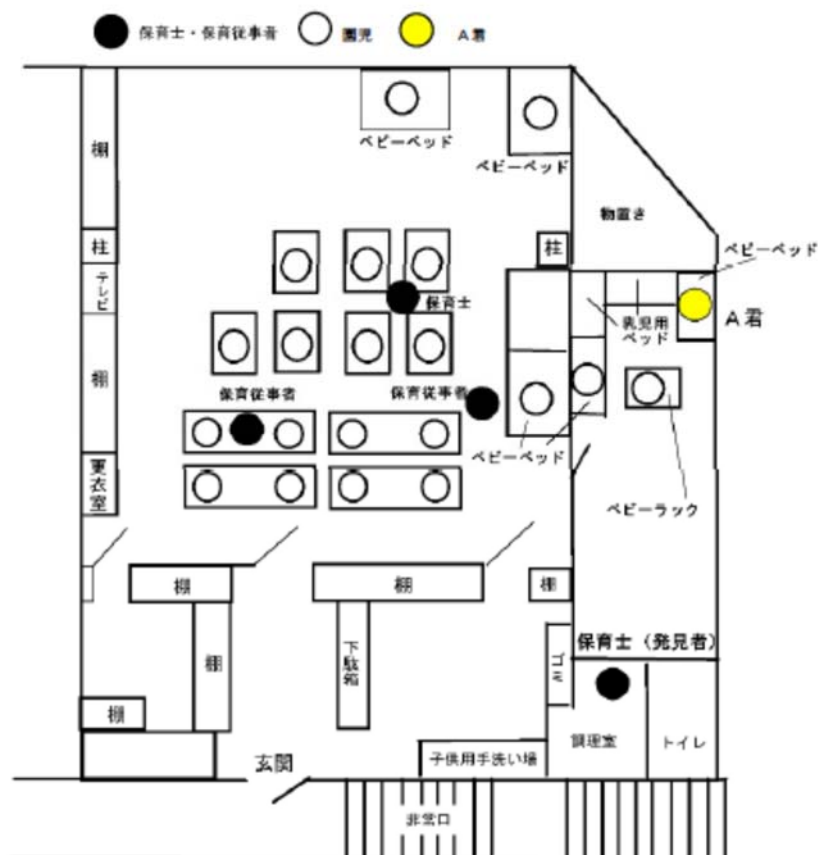 保育士・保育従事者
園児
A君
ベビーベッド
ベビーベッド
棚
物置き
柱
柱
ベビーベッド
テレビ
保育士
乳児用
ベッド
A君
棚
保育従事者
保育従事者
ベビーベッド
更衣室
ベビーラック
棚
棚
棚
棚
下駄箱
ゴミ
保育士（発見者）
棚
調理室
トイレ
玄関
子供用手洗い場
非常口